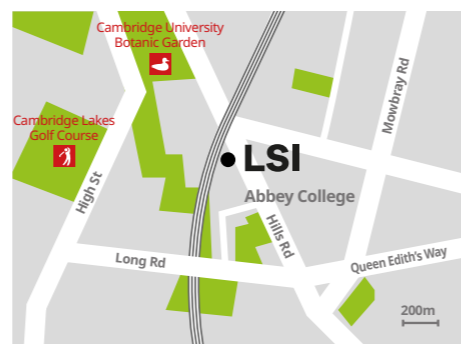 Cambridge University
Botanic Garden
Mowbray Rd
Cambridge Lakes
Golf Course
LSI
High St
Abbey College
Hills Rd
Long Rd
Queen Edith's Way
200m